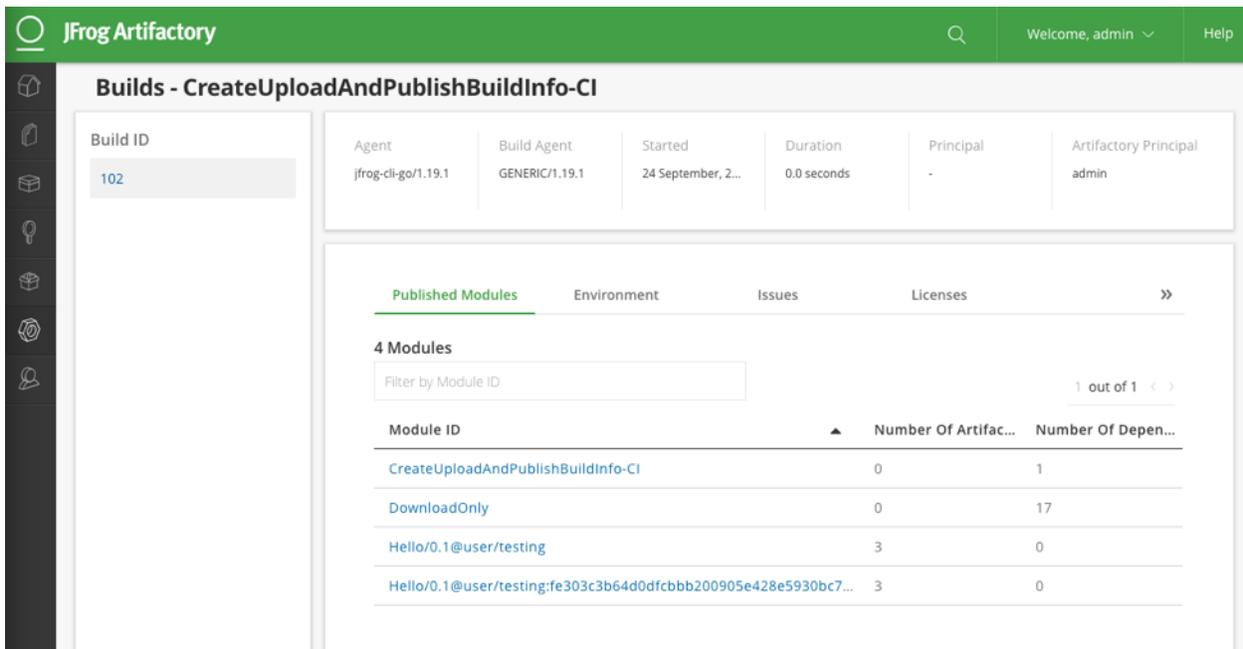 JFrog Artifactory
Welcome, admin
Help
Builds - CreateUploadAndPublishBuildInfo-CI
Build ID
102
Agent Build Agent Started Duration Principal Artifactory Principal
jfrog-cli-go/1.19.1 GENERIC/1.19.1 24 September, 2... 0.0 seconds - admin
Published Modules Environment Issues Licenses »
4 Modules
Filter by Module ID
1 out of 1 < >
Module ID Number Of Artifac... Number Of Depen...
CreateUploadAndPublishBuildInfo-CI 0 1
DownloadOnly 0 17
Hello/0.1@user/testing 3 0
Hello/0.1@user/testing:fe303c3b64d0dfcbbb200905e428e5930bc7... 3 0